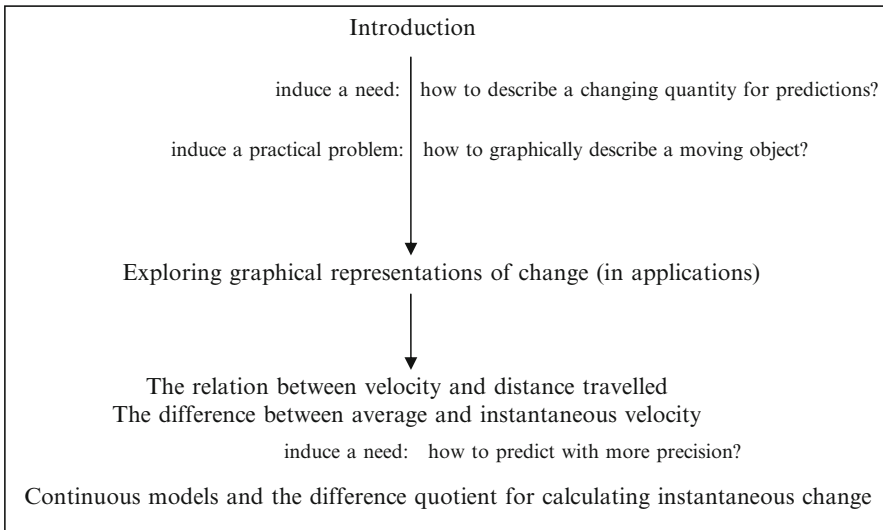 Introduction
induce a need: how to describe a changing quantity for predictions?
induce a practical problem: how to graphically describe a moving object?
Exploring graphical representations of change (in applications)
The relation between velocity and distance travelled
The difference between average and instantaneous velocity
induce a need: how to predict with more precision?
Continuous models and the difference quotient for calculating instantaneous change